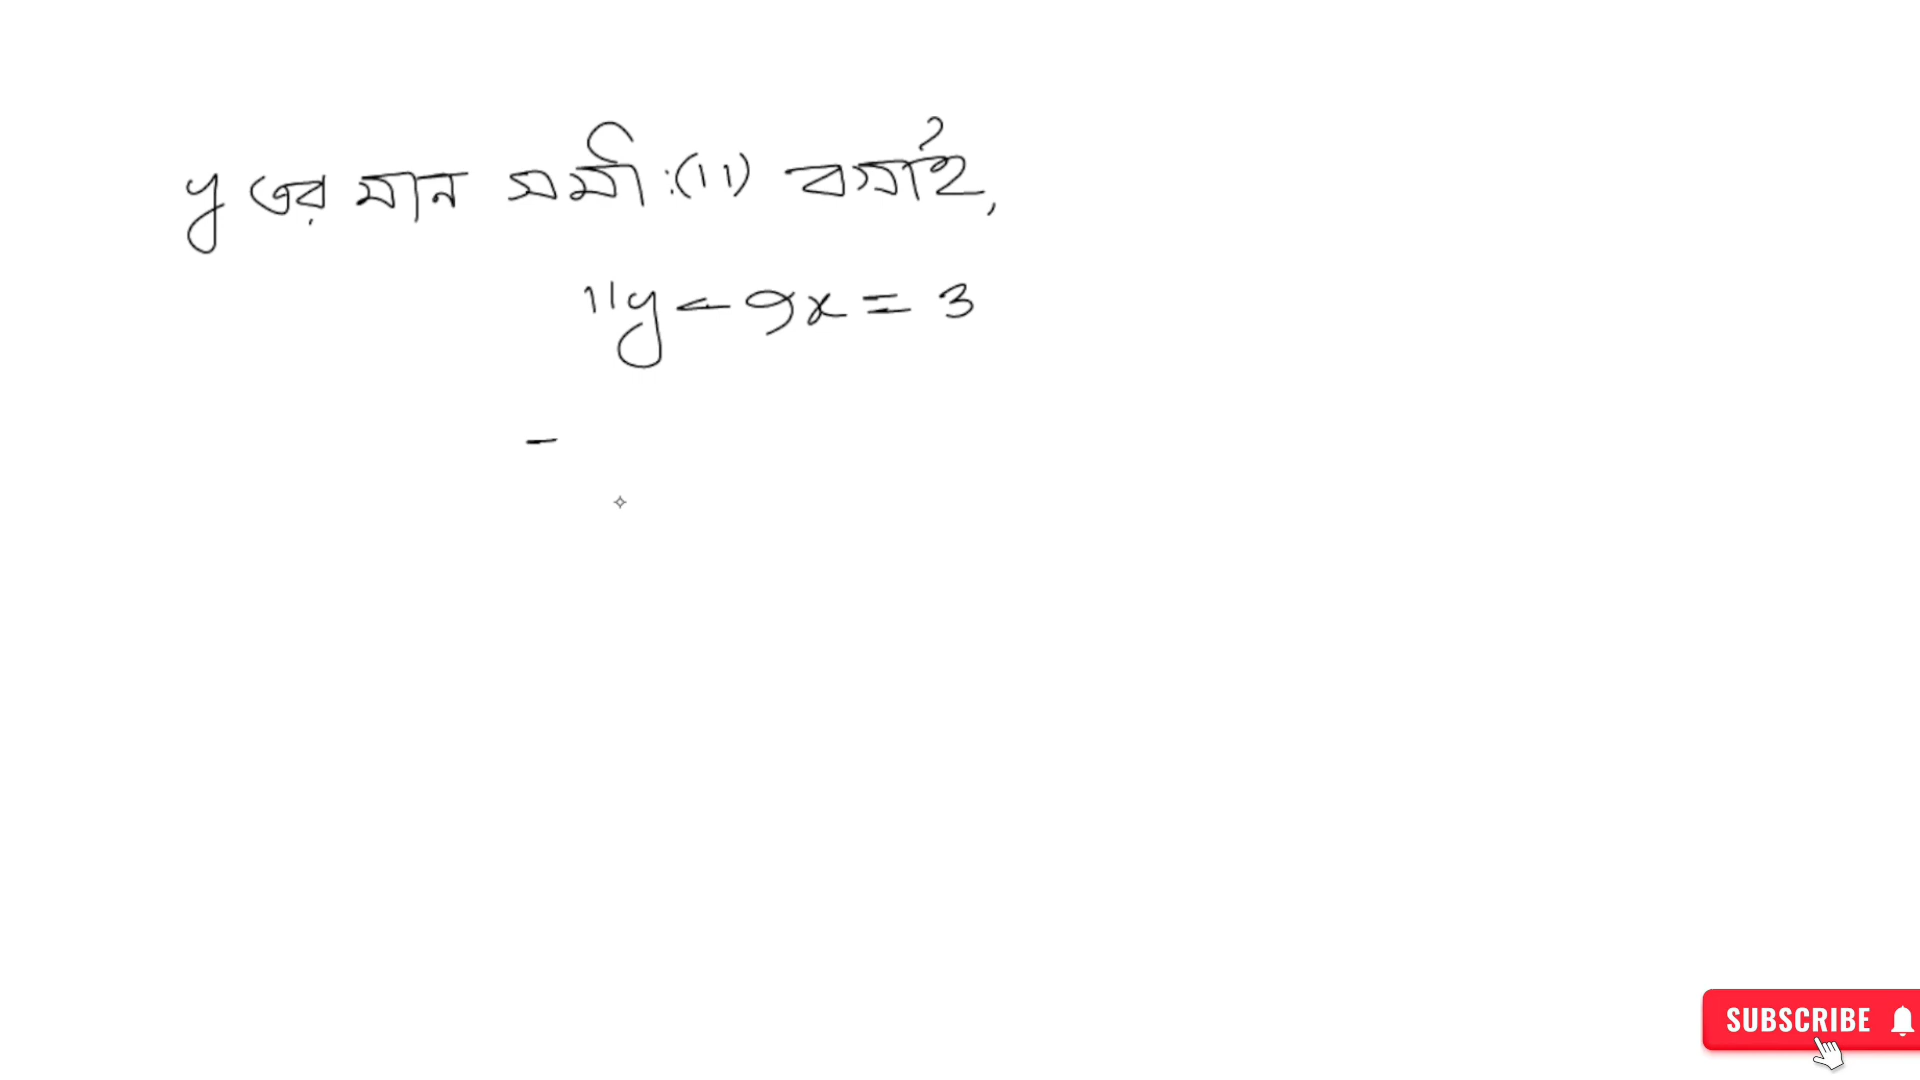 y এর মান সমী:(11) বসাই,
11y - 9x = 3
-
SUBSCRIBE